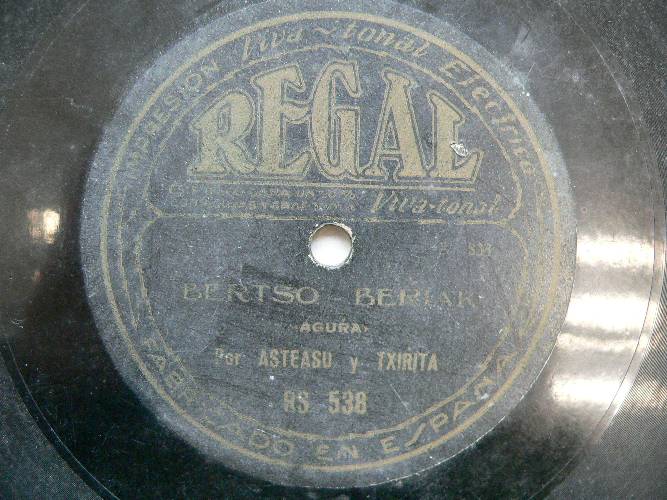 IMPRESION Viva-tonal Electrica
REGAL
Viva-tonal
BERTSO - BERIAK
«AGURA»
Por ASTEASU y TXIRITA
RS 538
FABRICADO EN ESPAÑA